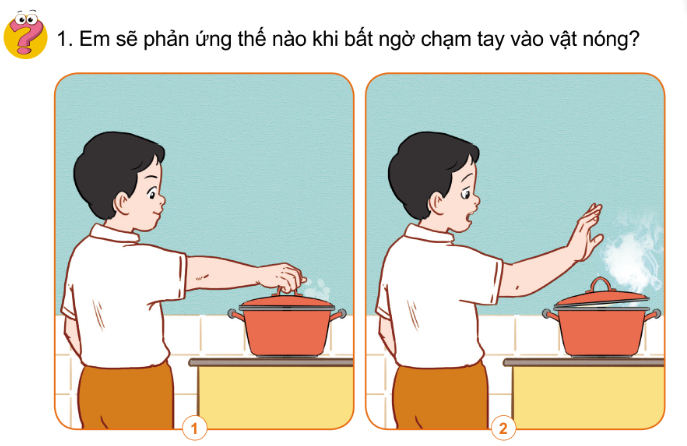 1. Em sẽ phản ứng thế nào khi bất ngờ chạm tay vào vật nóng?
1
2